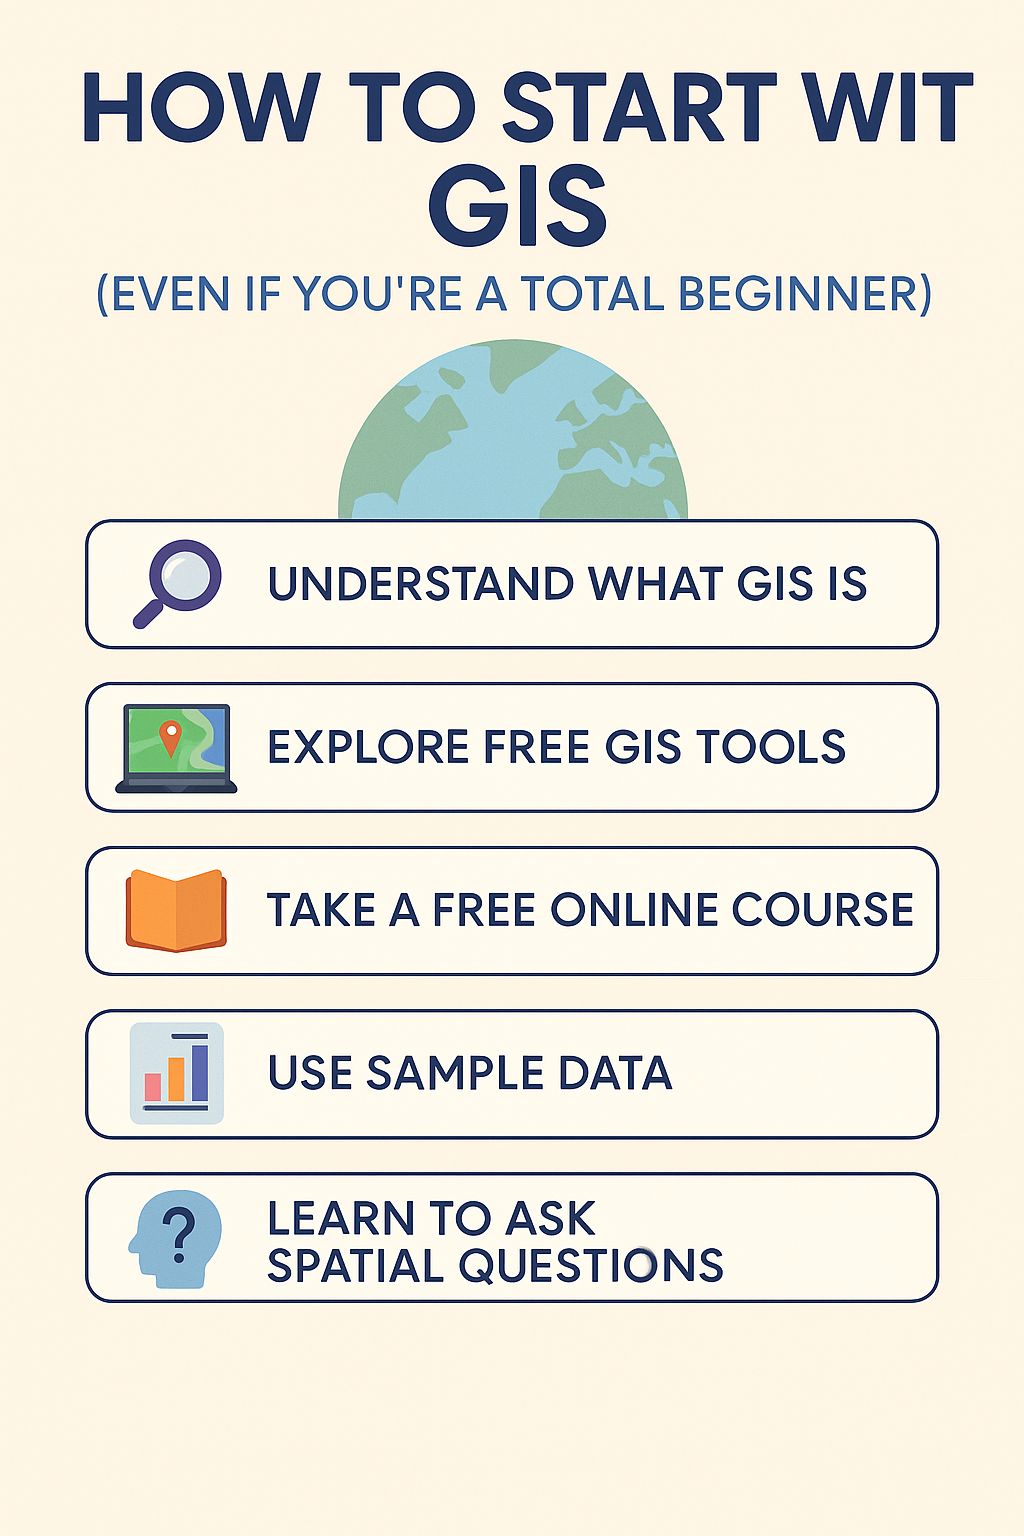 HOW TO START WIT
GIS
(EVEN IF YOU'RE A TOTAL BEGINNER)
UNDERSTAND WHAT GIS IS
EXPLORE FREE GIS TOOLS
TAKE A FREE ONLINE COURSE
USE SAMPLE DATA
?
LEARN TO ASK
SPATIAL QUESTIONS